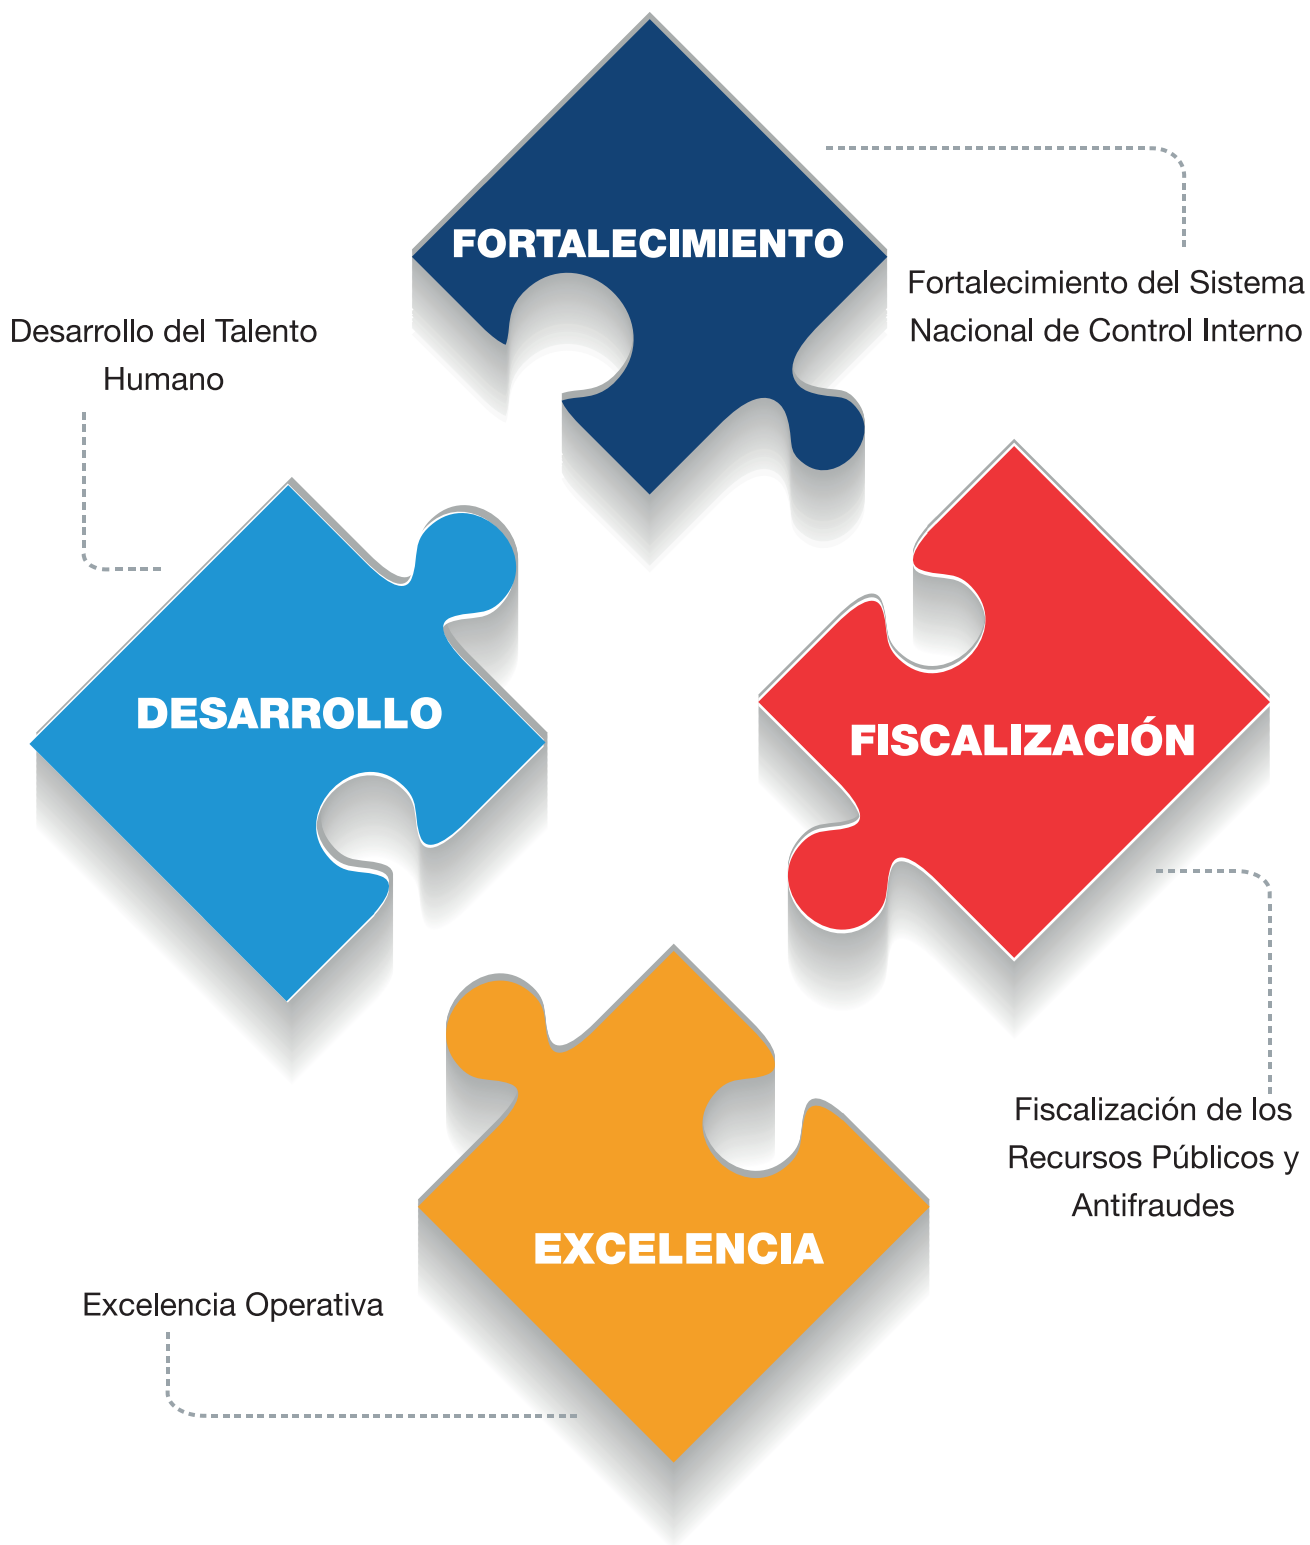 FORTALECIMIENTO
Fortalecimiento del Sistema
Nacional de Control Interno
Desarrollo del Talento
Humano
DESARROLLO
FISCALIZACIÓN
Fiscalización de los
Recursos Públicos y
Antifraudes
EXCELENCIA
Excelencia Operativa